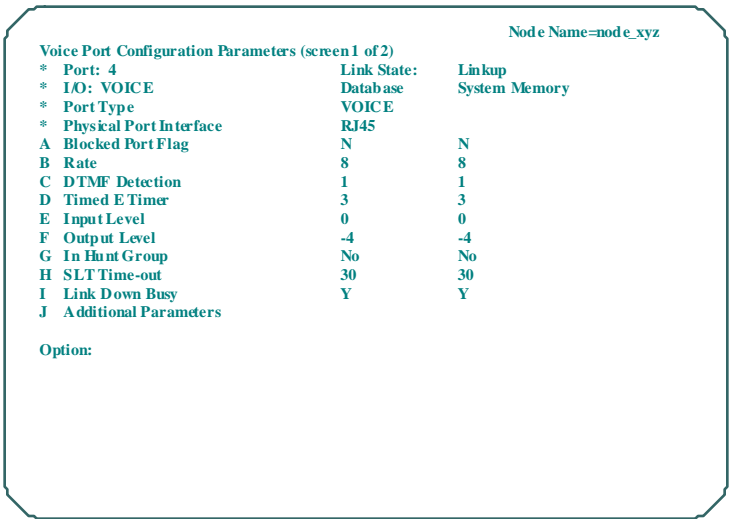 Node Name=node_xyz
Voice Port Configuration Parameters (screen 1 of 2)
* Port: 4 Link State: Linkup
* I/O: VOICE Database System Memory
* Port Type VOICE
* Physical Port Interface RJ45
A Blocked Port Flag N N
B Rate 8 8
C DTMF Detection 1 1
D Timed E Timer 3 3
E Input Level 0 0
F Output Level -4 -4
G In Hunt Group No No
H SLT Time-out 30 30
I Link Down Busy Y Y
J Additional Parameters
Option: